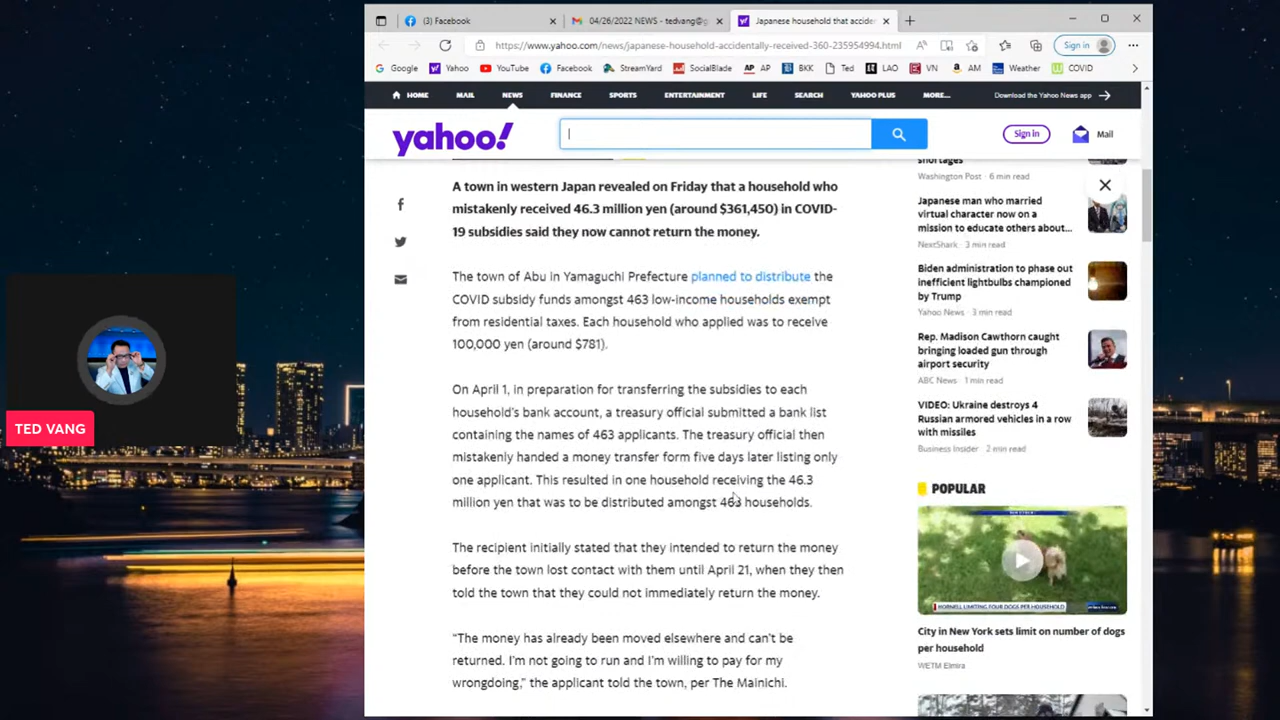 (3) Facebook
04/26/2022 NEWS - tedvang@g
Japanese household that accide
https://www.yahoo.com/news/japanese-household-accidentally-received-360-235954994.html
Sign in
Google
Yahoo
YouTube
Facebook
StreamYard
SocialBlade
AP AP
BKK
Ted
LAO
VN
AM
Weather
COVID
HOME
MAIL
NEWS
FINANCE
SPORTS
ENTERTAINMENT
LIFE
SEARCH
YAHOO PLUS
MORE...
Download the Yahoo News app
yahoo!
Sign in
Mail
A town in western Japan revealed on Friday that a household who
mistakenly received 46.3 million yen (around $361,450) in COVID-
19 subsidies said they now cannot return the money.
The town of Abu in Yamaguchi Prefecture planned to distribute the
COVID subsidy funds amongst 463 low-income households exempt
from residential taxes. Each household who applied was to receive
100,000 yen (around $781).
On April 1, in preparation for transferring the subsidies to each
household's bank account, a treasury official submitted a bank list
containing the names of 463 applicants. The treasury official then
mistakenly handed a money transfer form five days later listing only
one applicant. This resulted in one household receiving the 46.3
million yen that was to be distributed amongst 463 households.
The recipient initially stated that they intended to return the money
before the town lost contact with them until April 21, when they then
told the town that they could not immediately return the money.
“The money has already been moved elsewhere and can't be
returned. I'm not going to run and I'm willing to pay for my
wrongdoing,” the applicant told the town, per The Mainichi.
shortages
Washington Post · 6 min read
Japanese man who married
virtual character now on a
mission to educate others about...
NextShark · 3 min read
Biden administration to phase out
inefficient lightbulbs championed
by Trump
Yahoo News · 3 min read
Rep. Madison Cawthorn caught
bringing loaded gun through
airport security
ABC News · 1 min read
VIDEO: Ukraine destroys 4
Russian armored vehicles in a row
with missiles
Business Insider · 2 min read
POPULAR
HORNELL LIMITING FOUR DOGS PER HOUSEHOLD
City in New York sets limit on number of dogs
per household
WETM Elmira
TED VANG